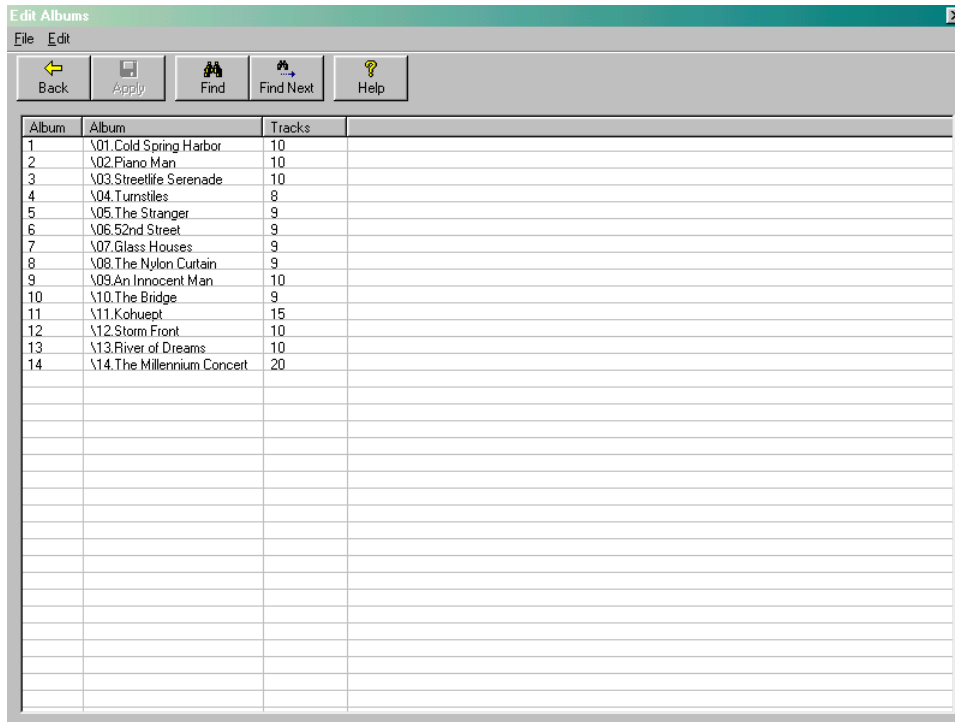 Edit Albums
File Edit
Back Apply Find Find Next Help
Album Album Tracks
1 \01.Cold Spring Harbor 10
2 \02.Piano Man 10
3 \03.Streetlife Serenade 10
4 \04.Turnstiles 8
5 \05.The Stranger 9
6 \06.52nd Street 9
7 \07.Glass Houses 9
8 \08.The Nylon Curtain 9
9 \09.An Innocent Man 10
10 \10.The Bridge 9
11 \11.Kohuept 15
12 \12.Storm Front 10
13 \13.River of Dreams 10
14 \14.The Millennium Concert 20